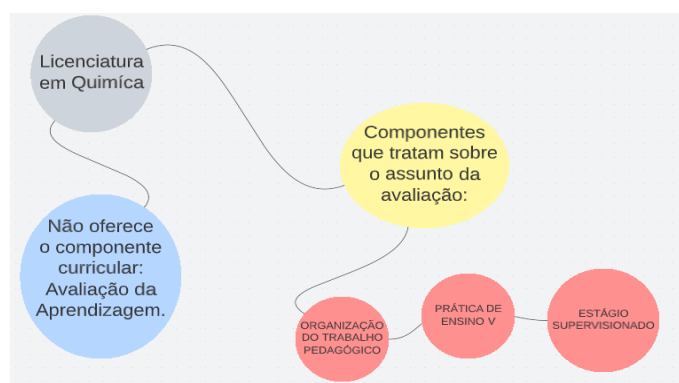 Licenciatura
em Quimíca
Componentes
que tratam sobre
o assunto da
avaliação:
Não oferece
o componente
curricular:
Avaliação da
Aprendizagem.
ORGANIZAÇÃO
DO TRABALHO
PEDAGÓGICO
PRÁTICA DE
ENSINO V
ESTÁGIO
SUPERVISIONADO